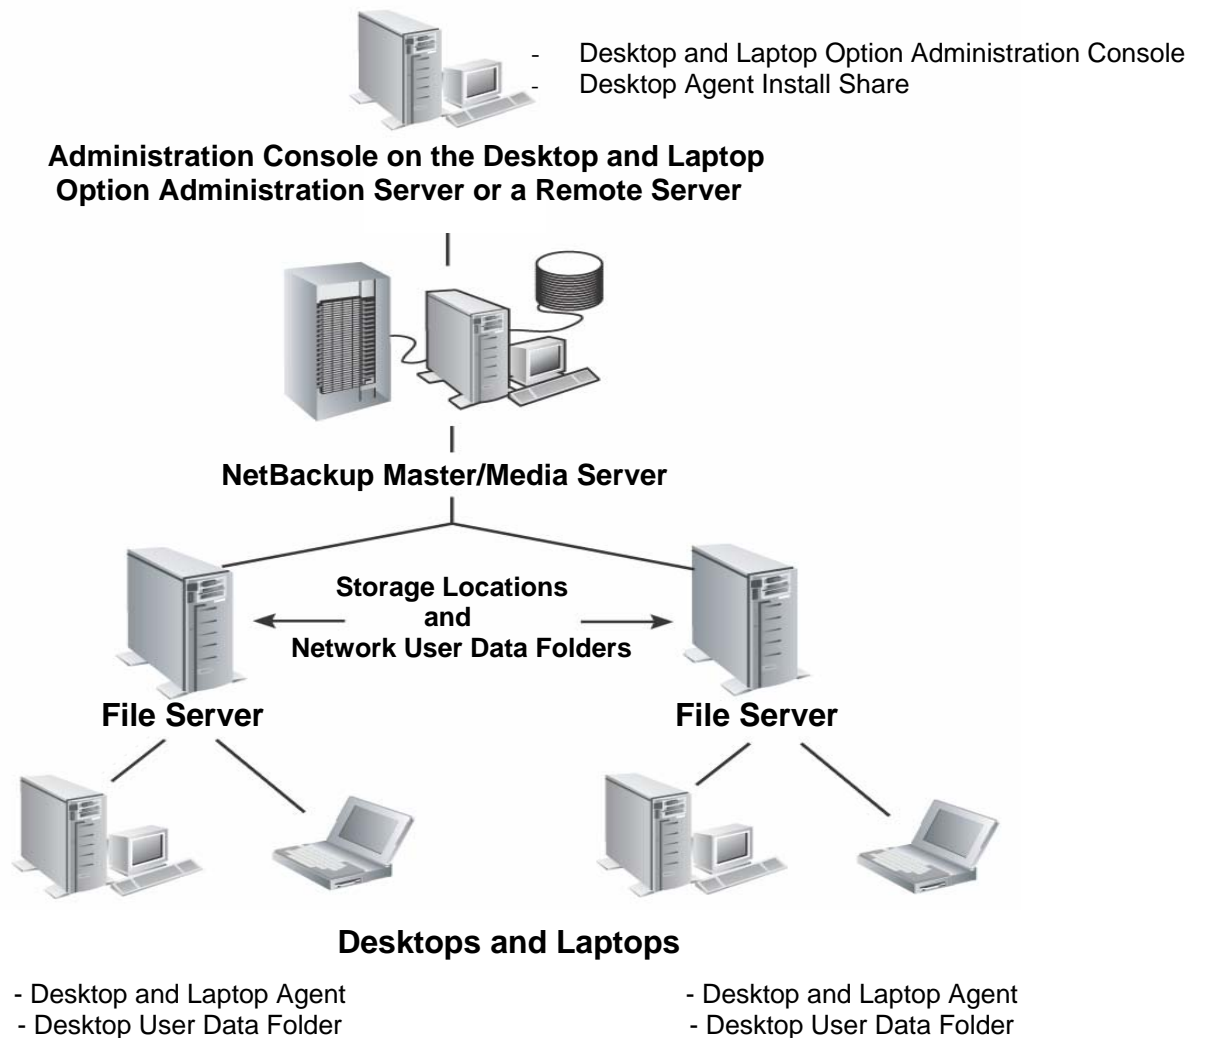 - Desktop and Laptop Option Administration Console
- Desktop Agent Install Share
Administration Console on the Desktop and Laptop
Option Administration Server or a Remote Server
NetBackup Master/Media Server
Storage Locations
and
Network User Data Folders
File Server
File Server
Desktops and Laptops
- Desktop and Laptop Agent
- Desktop User Data Folder
- Desktop and Laptop Agent
- Desktop User Data Folder